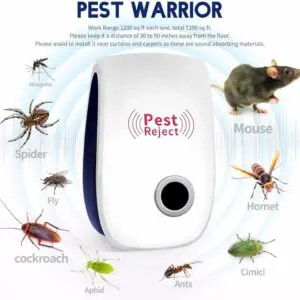 PEST WARRIOR
Work Range:1200 sq.ft each one, total 7200 sq.ft.
Please keep it a distance of 30 to 50 inches away from the floor.
Please avoid to install it near curtains and carpets as these are sound absorbing materials.
Mosquito
Pest
Reject
Mouse
Spider
Fly
Hornet
cockroach
Aphid
Ants
Cimici